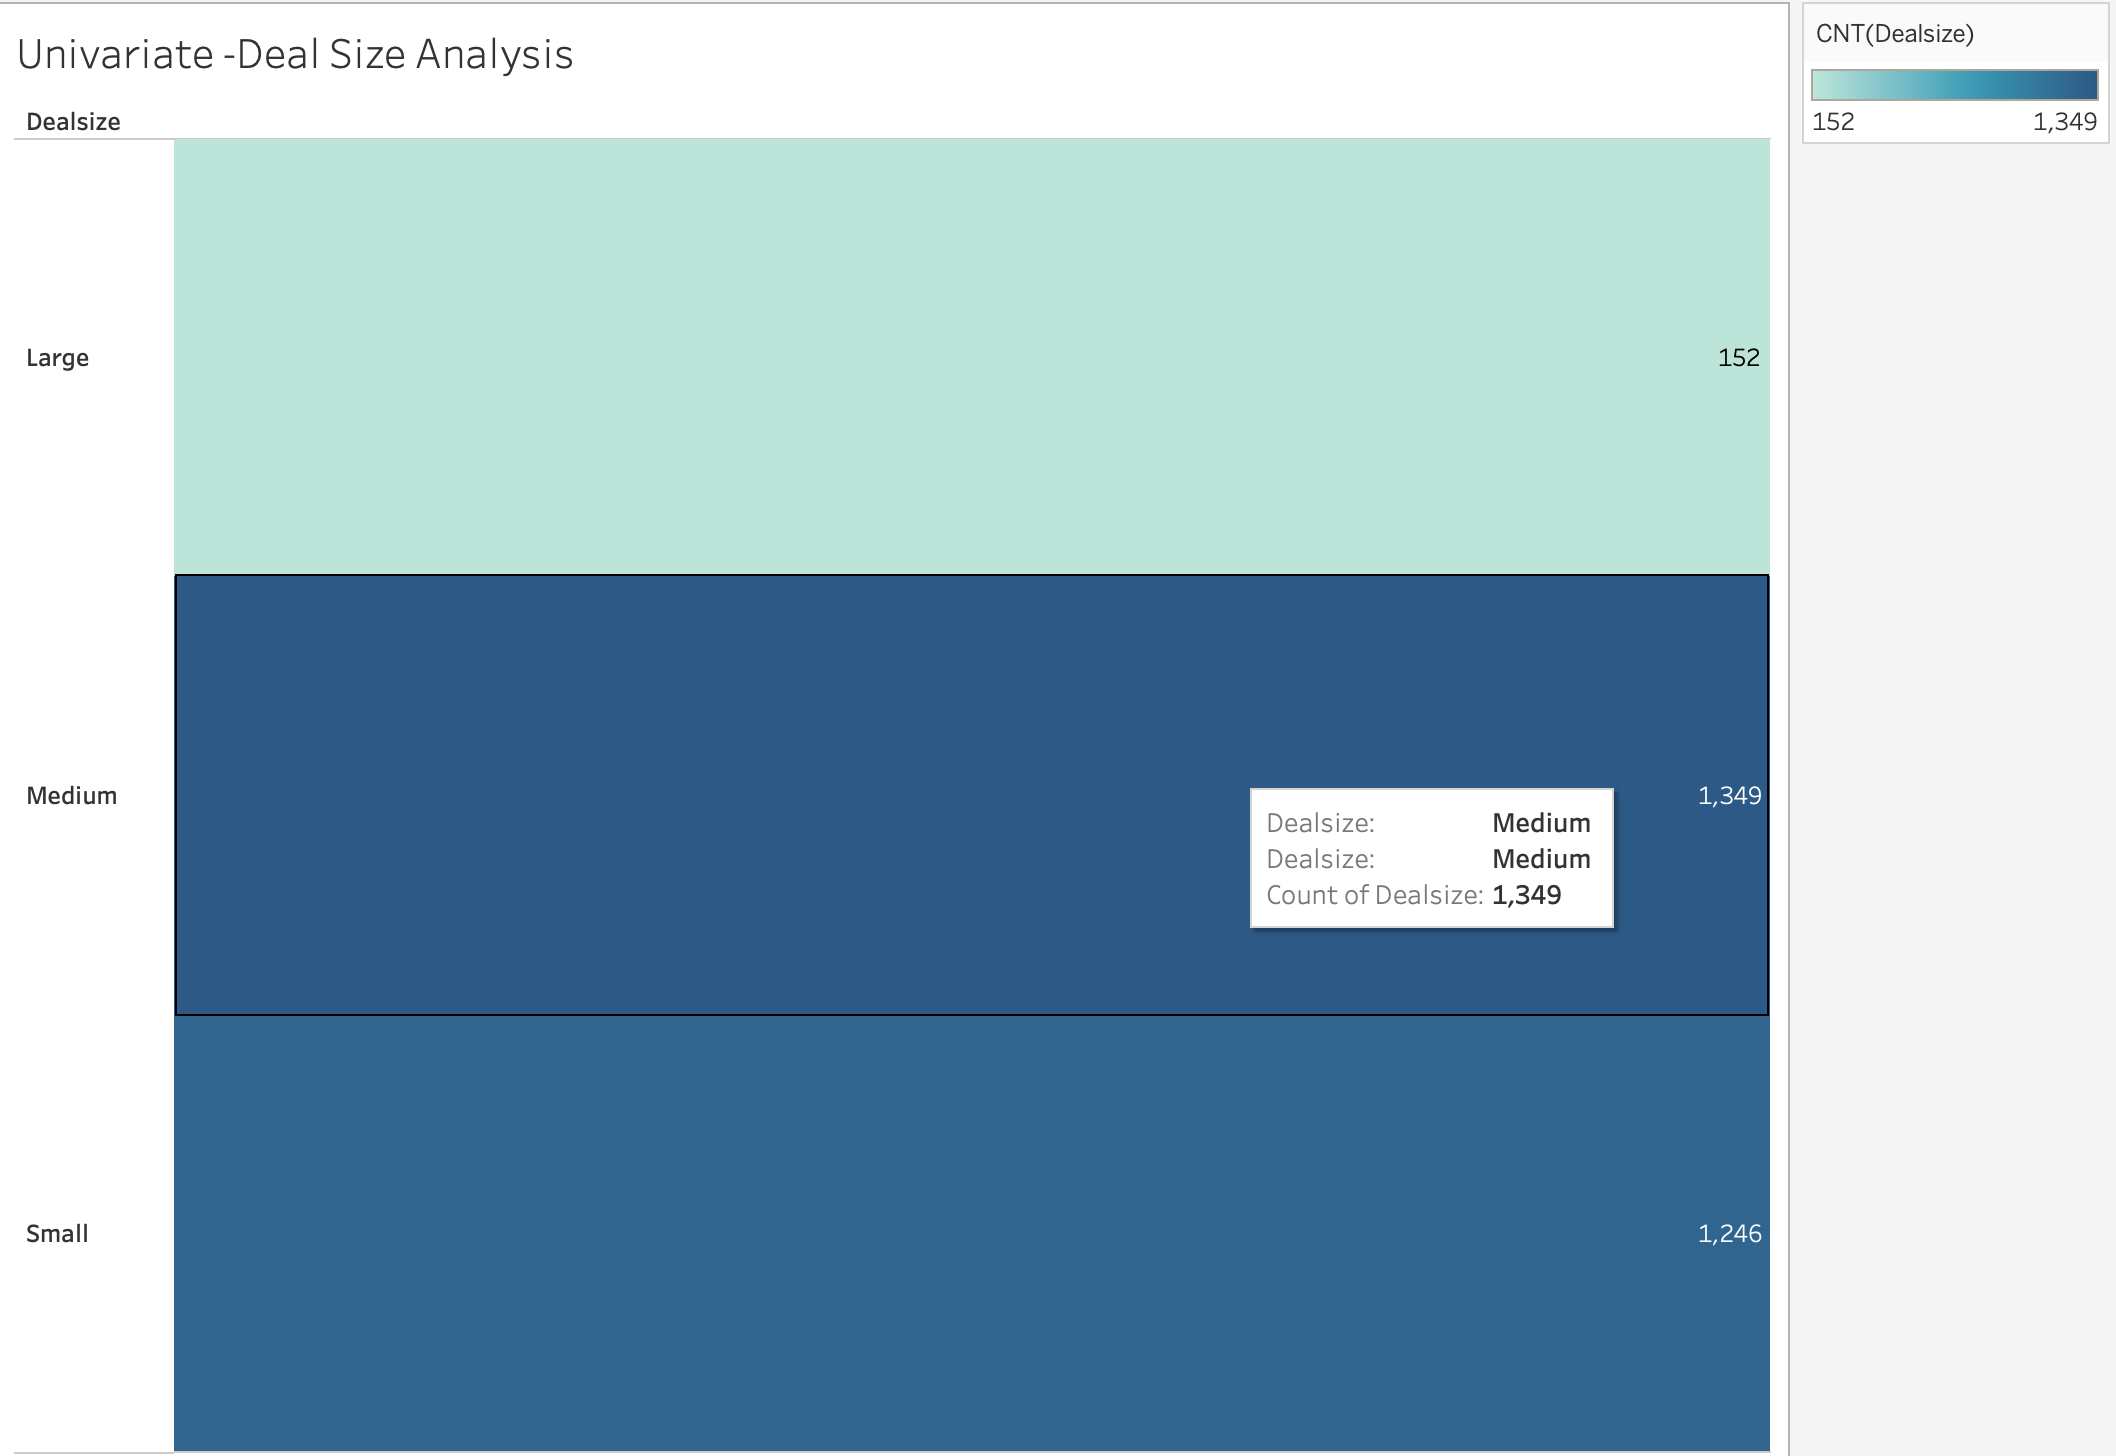 Univariate -Deal Size Analysis
Dealsize
Large
152
Medium
1,349
Dealsize: Medium
Dealsize: Medium
Count of Dealsize: 1,349
Small
1,246
CNT(Dealsize)
152 1,349